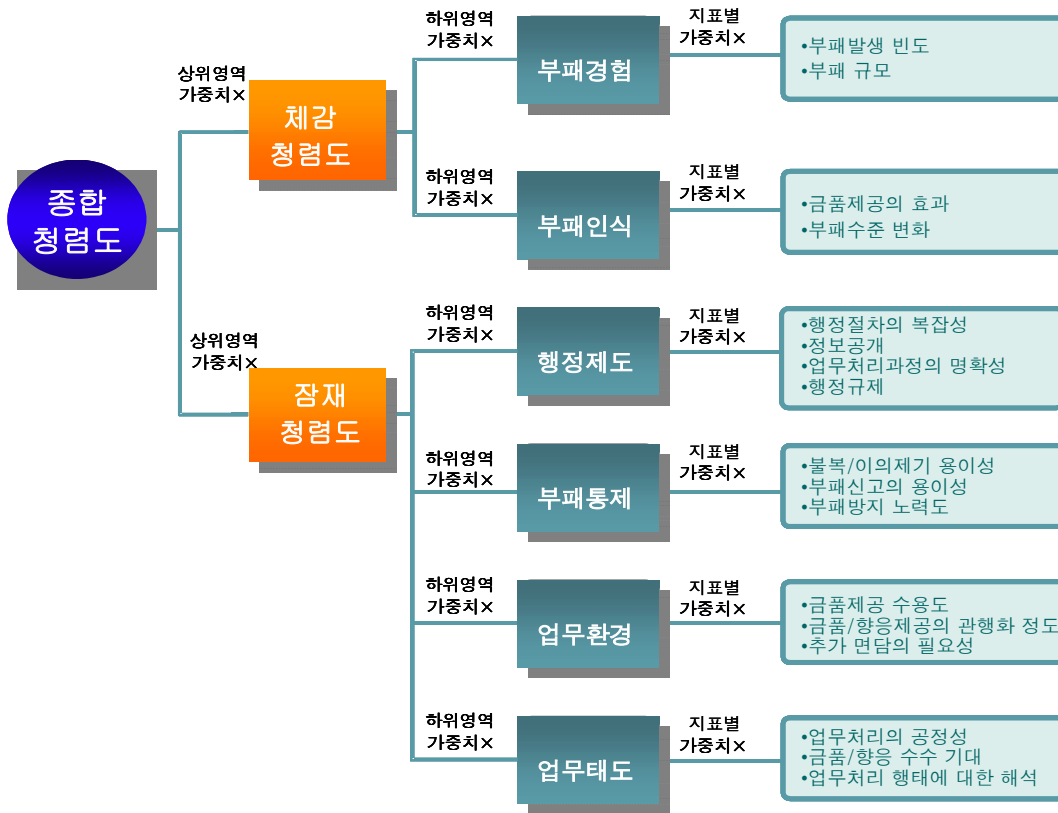 종합
청렴도
상위영역
가중치×
체감
청렴도
하위영역
가중치×
부패경험
지표별
가중치×
•부패발생 빈도
•부패 규모
하위영역
가중치×
부패인식
지표별
가중치×
•금품제공의 효과
•부패수준 변화
상위영역
가중치×
잠재
청렴도
하위영역
가중치×
행정제도
지표별
가중치×
•행정절차의 복잡성
•정보공개
•업무처리과정의 명확성
•행정규제
하위영역
가중치×
부패통제
지표별
가중치×
•불복/이의제기 용이성
•부패신고의 용이성
•부패방지 노력도
하위영역
가중치×
업무환경
지표별
가중치×
•금품제공 수용도
•금품/향응제공의 관행화 정도
•추가 면담의 필요성
하위영역
가중치×
업무태도
지표별
가중치×
•업무처리의 공정성
•금품/향응 수수 기대
•업무처리 행태에 대한 해석